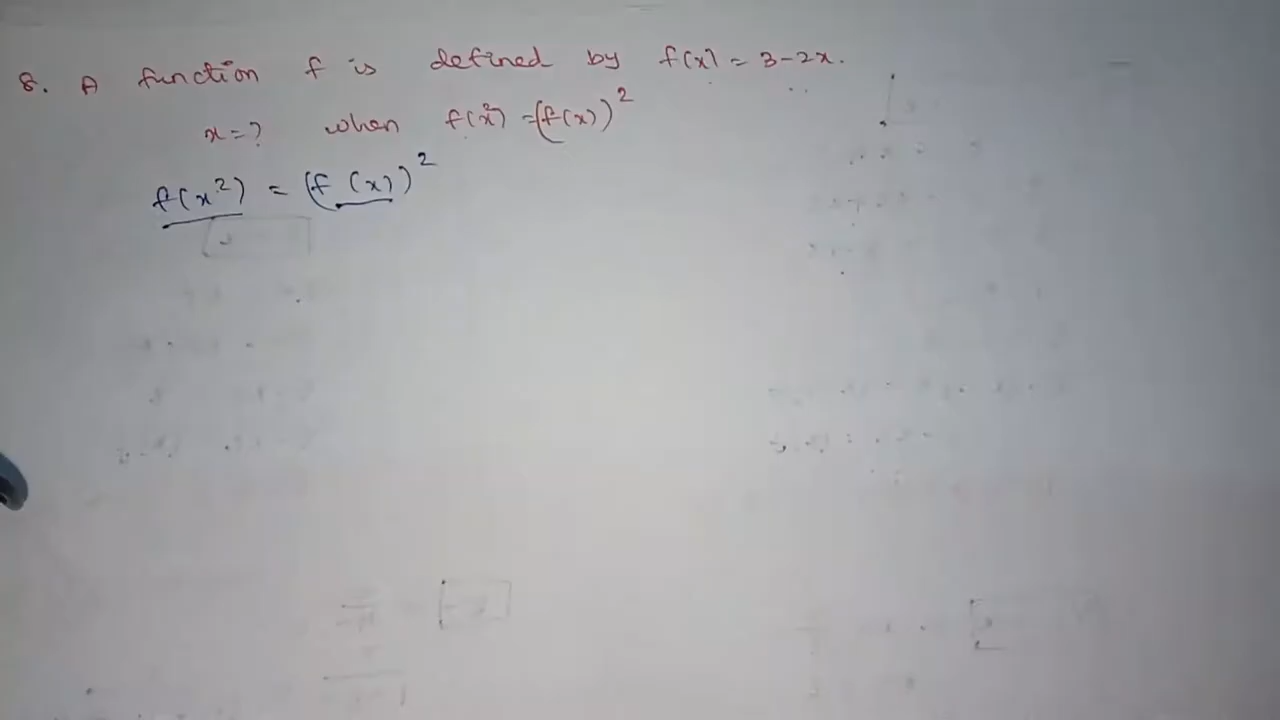 8. A function f is defined by f(x) = 3-2x.
x=? when f(x²) = (f(x))²
f(x²) = (f(x))²